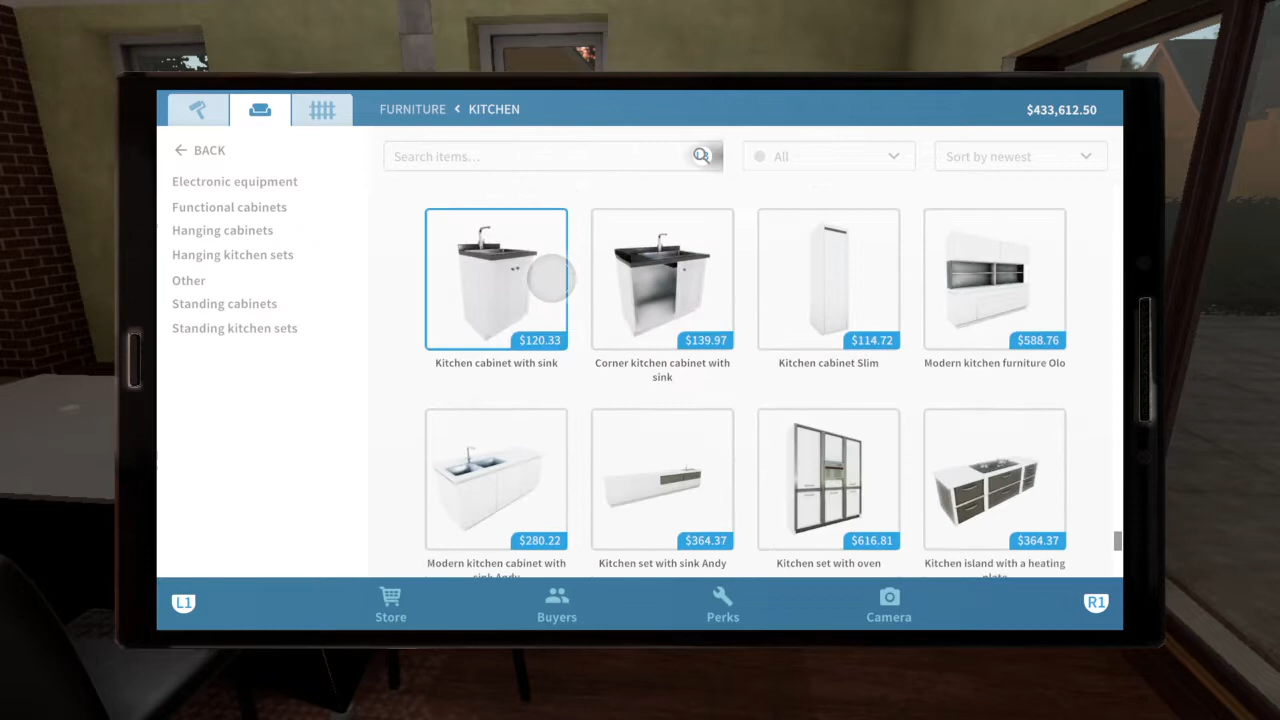 FURNITURE < KITCHEN
$433,612.50
BACK
Search items...
All
Sort by newest
Electronic equipment
Functional cabinets
Hanging cabinets
Hanging kitchen sets
Other
Standing cabinets
Standing kitchen sets
$120.33
$139.97
$114.72
$588.76
Kitchen cabinet with sink
Corner kitchen cabinet with
sink
Kitchen cabinet Slim
Modern kitchen furniture Olo
$280.22
$364.37
$616.81
$364.37
Modern kitchen cabinet with
sink Andy
Kitchen set with sink Andy
Kitchen set with oven
Kitchen island with a heating
plate
L1
Store
Buyers
Perks
Camera
R1